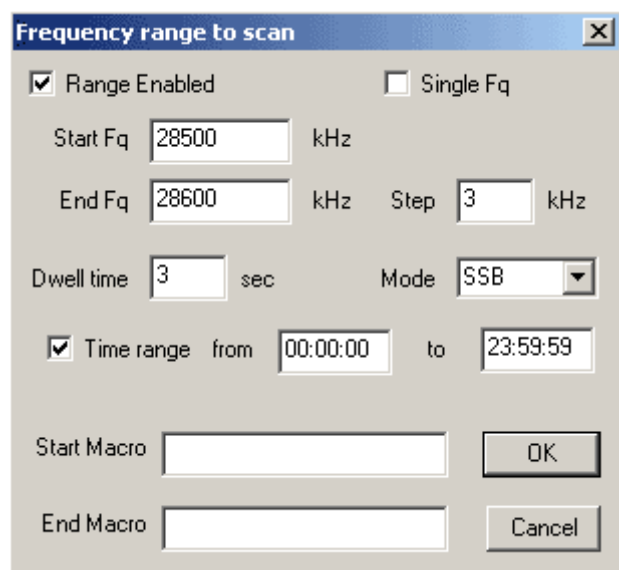 Frequency range to scan
Range Enabled Single Fq
Start Fq 28500 kHz
End Fq 28600 kHz Step 3 kHz
Dwell time 3 sec Mode SSB
Time range from 00:00:00 to 23:59:59
Start Macro OK
End Macro Cancel